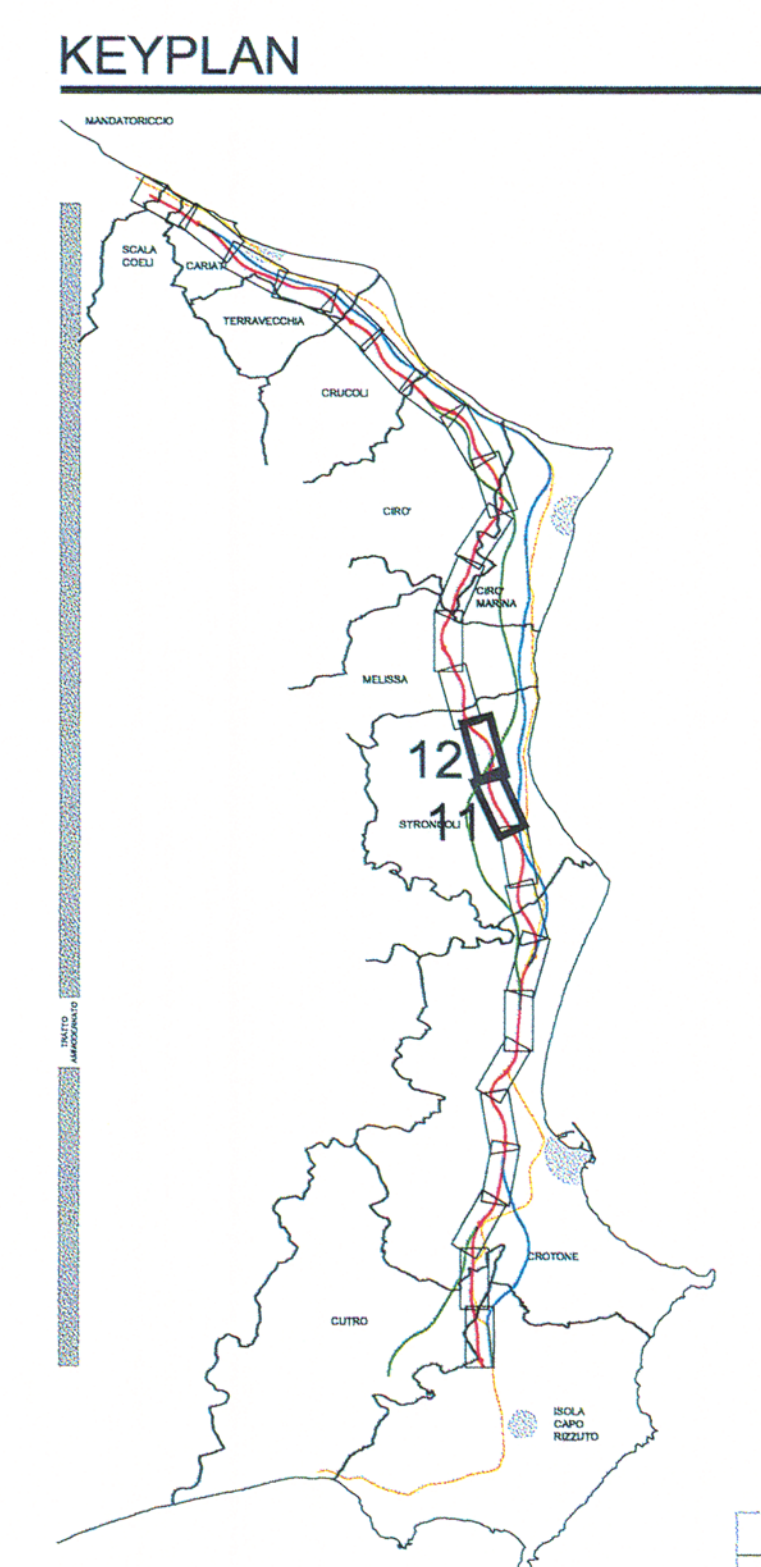 KEYPLAN
MANDATORICCIO
SCALA
COELI
CARIATI
TERRAVECCHIA
CRUCOLI
CIRO'
CIRO'
MARINA
MELISSA
12
11
STRONGOLI
TRATTO
AMMODERNATO
CROTONE
CUTRO
ISOLA
CAPO
RIZZUTO